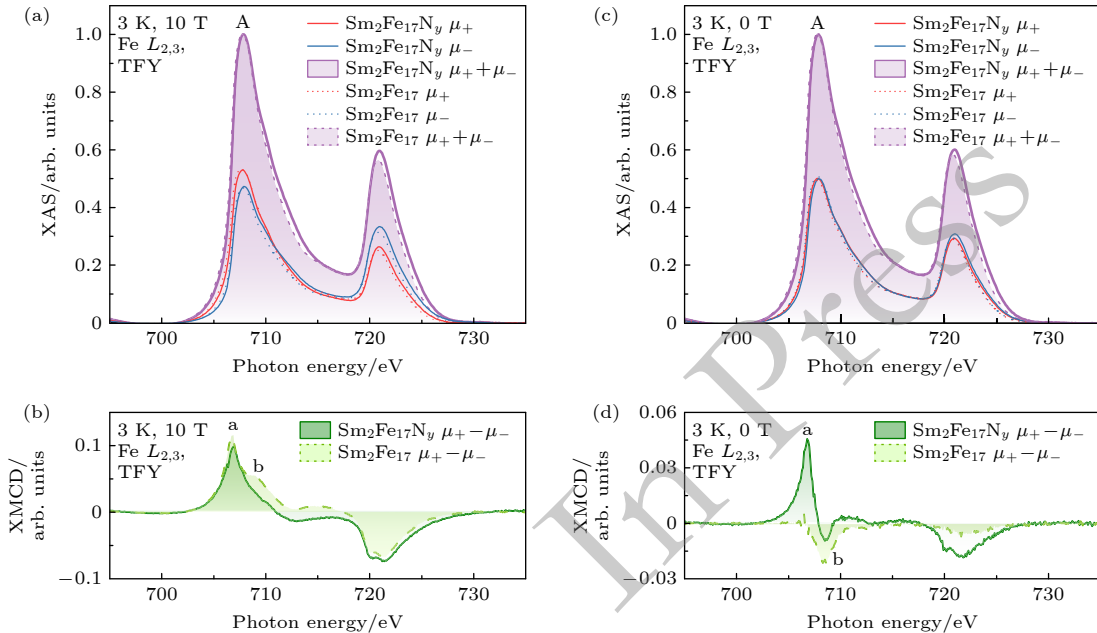 (a)
3 K, 10 T
Fe L2,3,
TFY
A
Sm2Fe17Ny μ+
Sm2Fe17Ny μ−
Sm2Fe17Ny μ++μ−
Sm2Fe17 μ+
Sm2Fe17 μ−
Sm2Fe17 μ++μ−
XAS/arb. units
1.0
0.8
0.6
0.4
0.2
0
700
710
720
730
Photon energy/eV
(c)
3 K, 0 T
Fe L2,3,
TFY
A
Sm2Fe17Ny μ+
Sm2Fe17Ny μ−
Sm2Fe17Ny μ++μ−
Sm2Fe17 μ+
Sm2Fe17 μ−
Sm2Fe17 μ++μ−
XAS/arb. units
1.0
0.8
0.6
0.4
0.2
0
700
710
720
730
Photon energy/eV
(b)
3 K, 10 T
Fe L2,3,
TFY
a
b
Sm2Fe17Ny μ+−μ−
Sm2Fe17 μ+−μ−
XMCD/
arb. units
0.1
0
−0.1
700
710
720
730
Photon energy/eV
(d)
3 K, 0 T
Fe L2,3,
TFY
a
b
Sm2Fe17Ny μ+−μ−
Sm2Fe17 μ+−μ−
XMCD/
arb. units
0.06
0.03
0
−0.03
700
710
720
730
Photon energy/eV
In Press